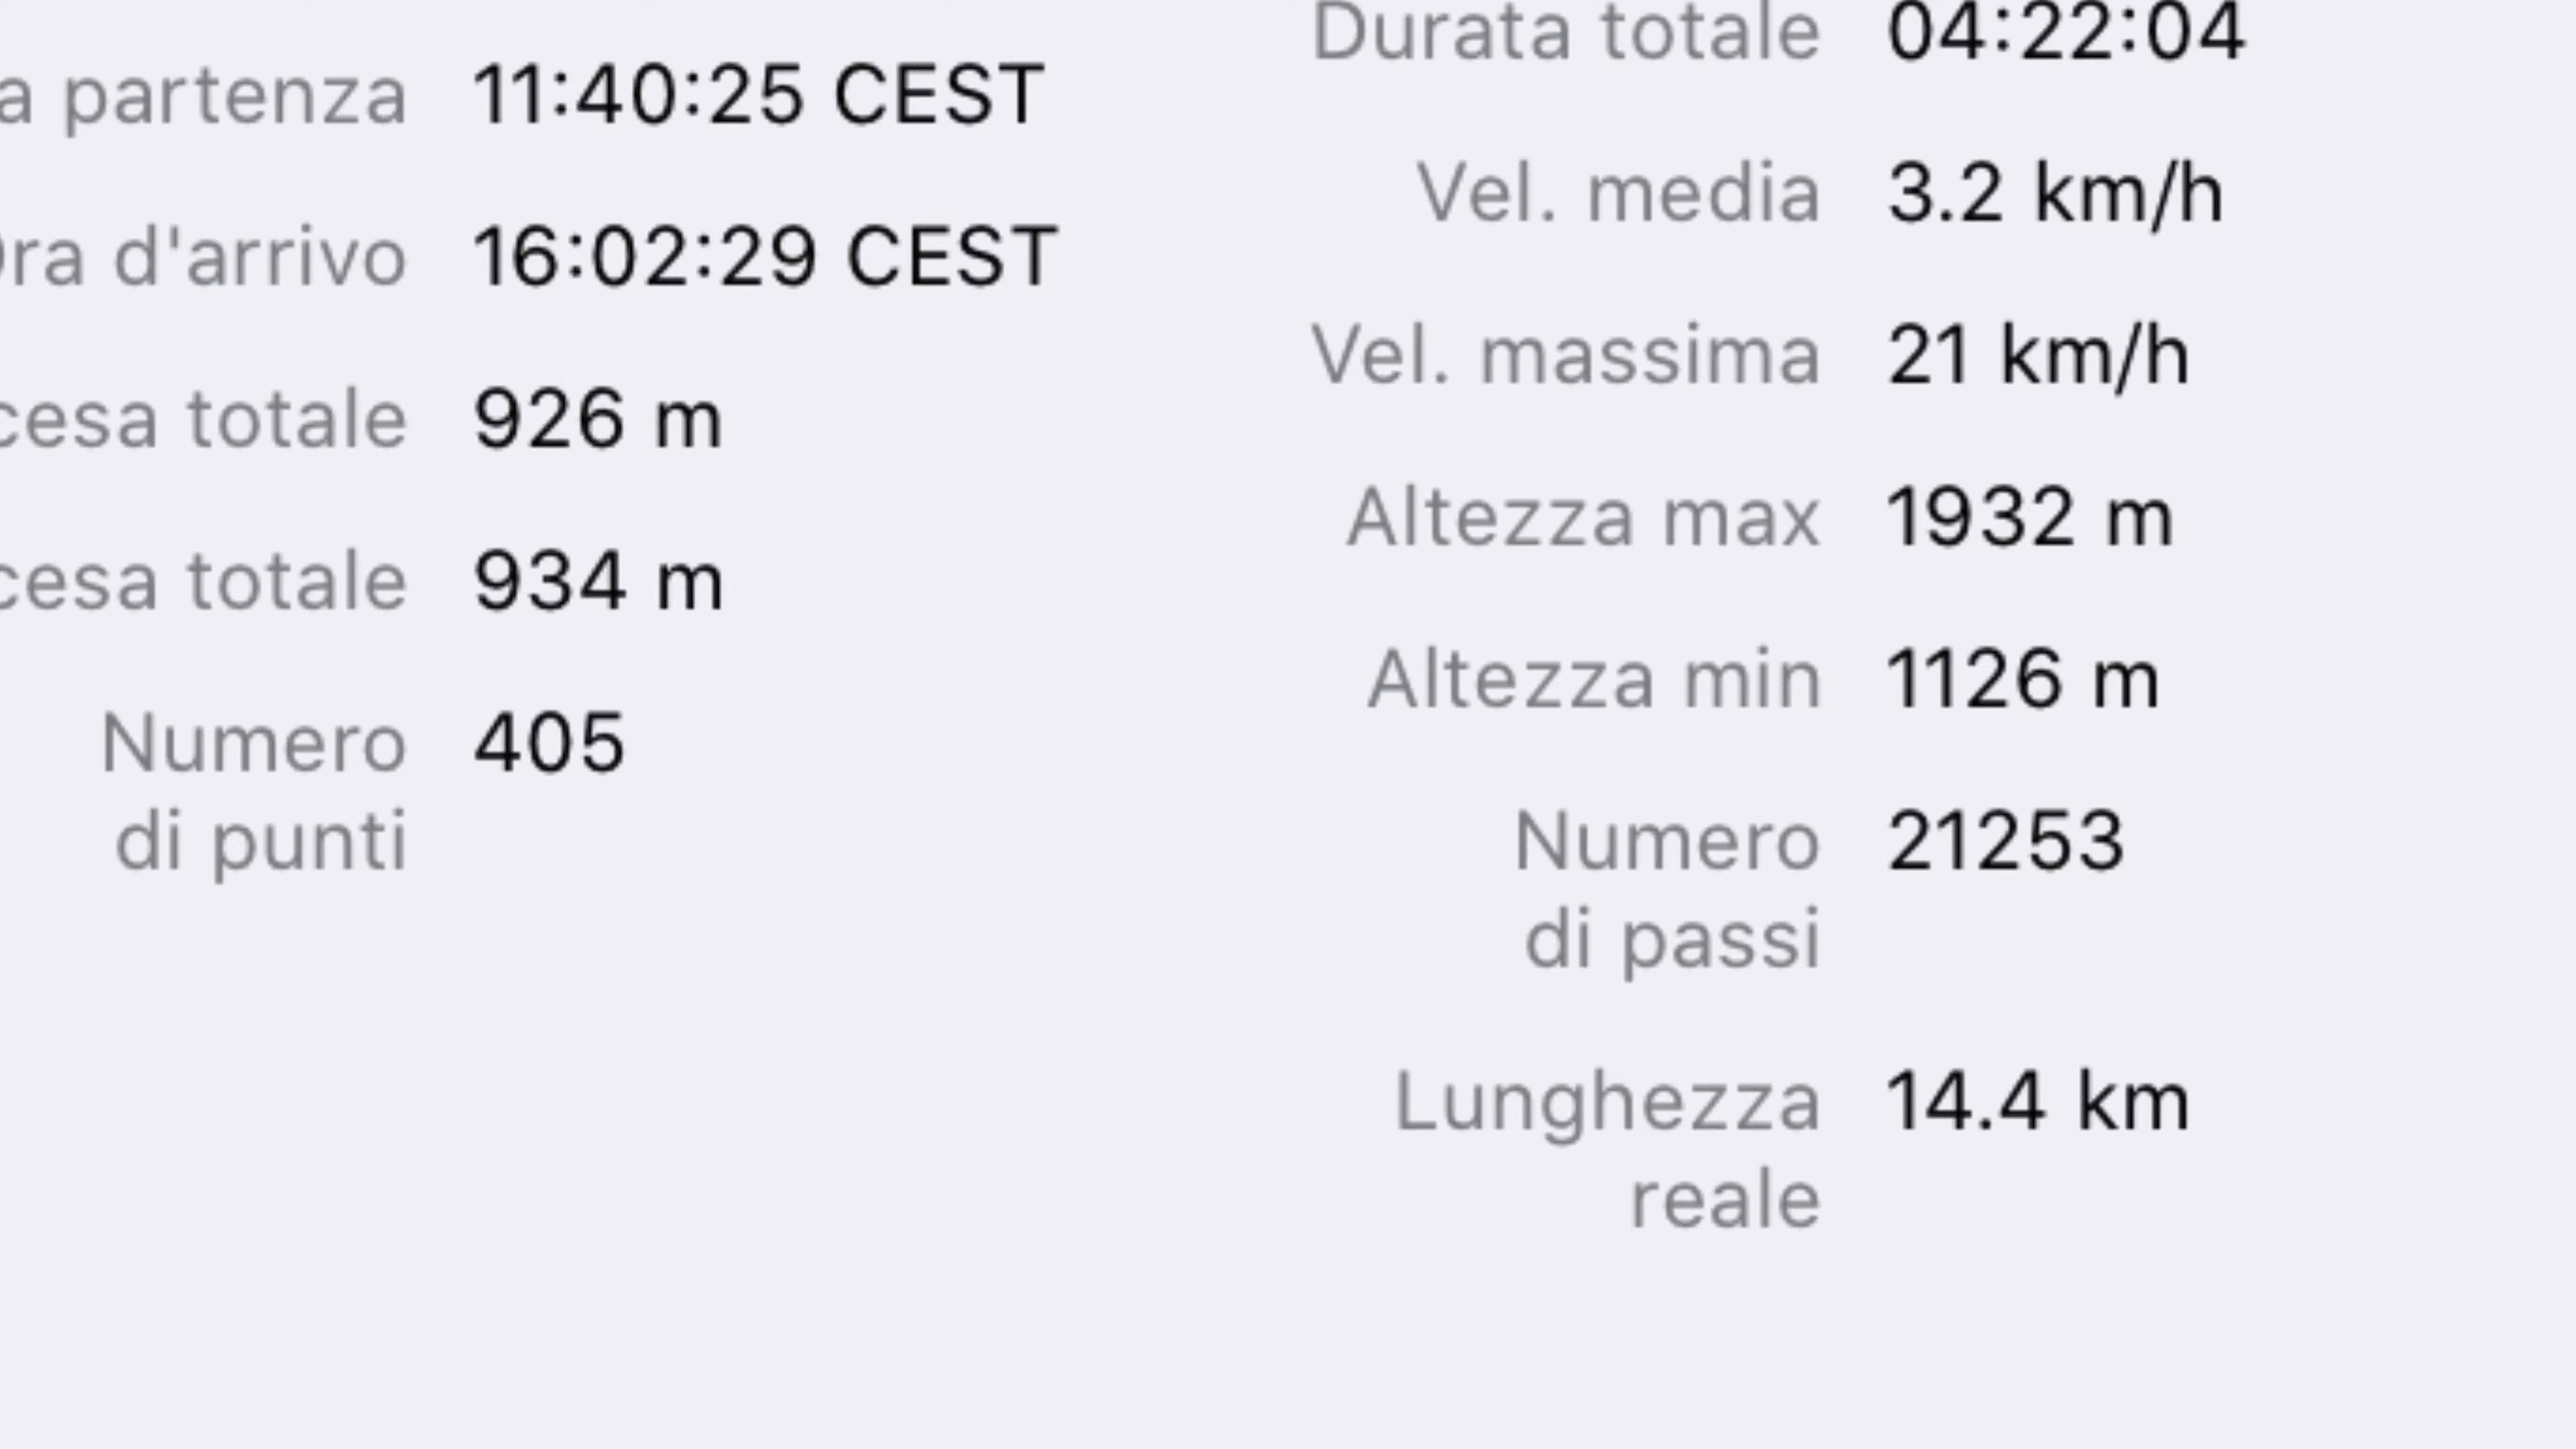 a partenza 11:40:25 CEST
ra d'arrivo 16:02:29 CEST
cesa totale 926 m
cesa totale 934 m
Numero 405
di punti
Durata totale 04:22:04
Vel. media 3.2 km/h
Vel. massima 21 km/h
Altezza max 1932 m
Altezza min 1126 m
Numero 21253
di passi
Lunghezza 14.4 km
reale